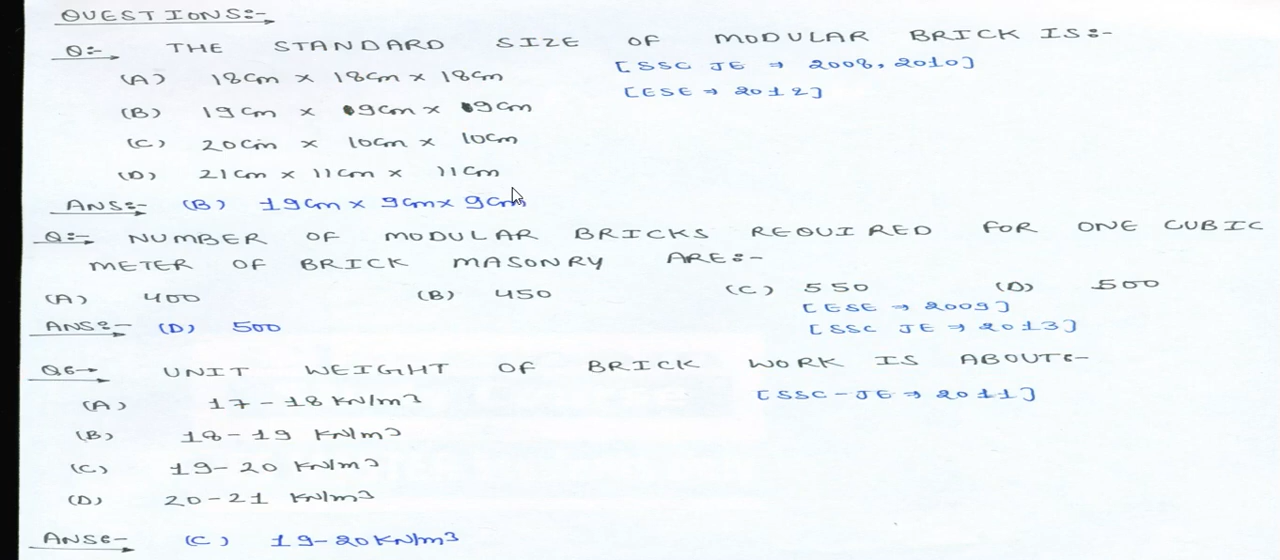 QUESTIONS:-
Q:- THE STANDARD SIZE OF MODULAR BRICK IS:-
(A) 18cm x 18cm x 18cm [SSC JE → 2008, 2010]
(B) 19cm x 9cm x 9cm [ESE → 2012]
(C) 20cm x 10cm x 10cm
(D) 21cm x 11cm x 11cm
ANS:- (B) 19cm x 9cm x 9cm
Q:- NUMBER OF MODULAR BRICKS REQUIRED FOR ONE CUBIC
METER OF BRICK MASONRY ARE:-
(A) 400 (B) 450 (C) 550 (D) 500
[ESE → 2009]
ANS:- (D) 500 [SSC JE → 2013]
Q:- UNIT WEIGHT OF BRICK WORK IS ABOUT:-
(A) 17-18 KN/m³ [SSC-JE → 2011]
(B) 18-19 KN/m³
(C) 19-20 KN/m³
(D) 20-21 KN/m³
ANS:- (C) 19-20 KN/m³